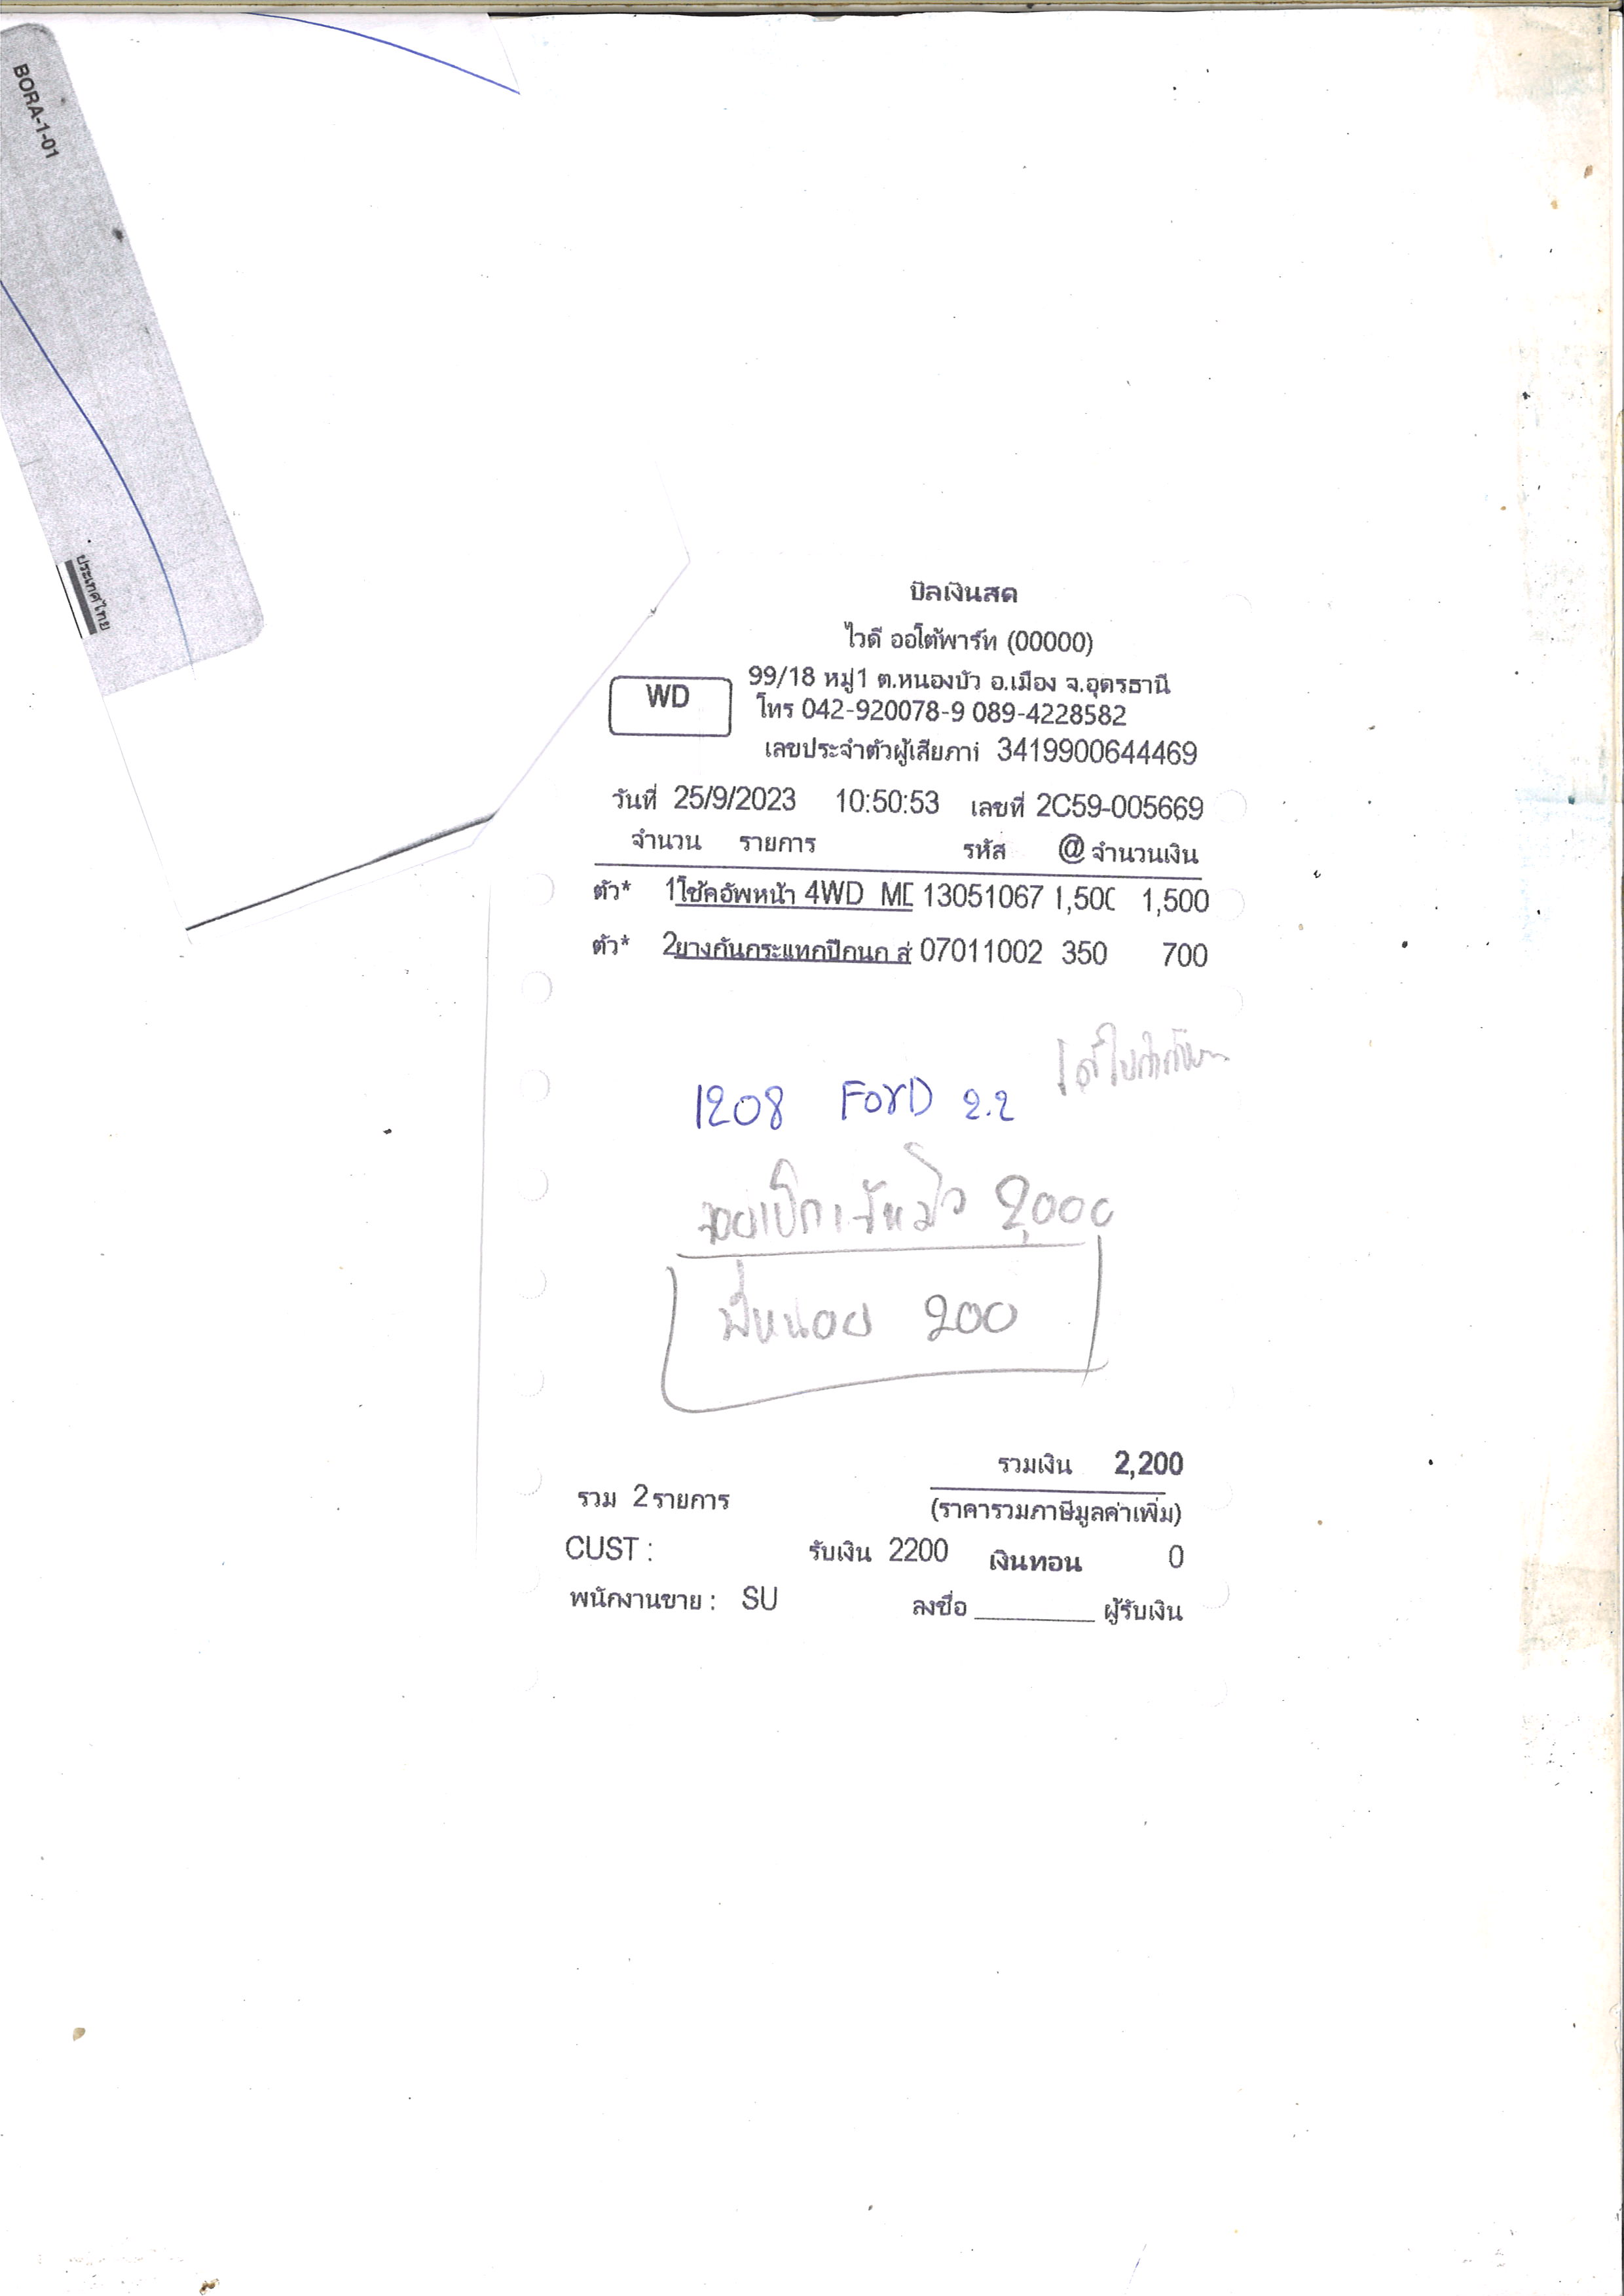 BORA-1-01
ประเทศไทย
บิลเงินสด
ไวดี ออโต้พาร์ท (00000)
WD
99/18 หมู่1 ต.หนองบัว อ.เมือง จ.อุดรธานี
โทร 042-920078-9 089-4228582
เลขประจำตัวผู้เสียภาเ 3419900644469
วันที่ 25/9/2023 10:50:53 เลขที่ 2C59-005669
จำนวน รายการ รหัส @ จำนวนเงิน
ตัว* 1 โช้คอัพหน้า 4WD 13051067 1,500 1,500
ตัว* 2 ยางกันกระแทกปีกนก 07011002 350 700
1208 FORD 2.2
2,000
พี่หน่อย 200
รวมเงิน 2,200
รวม 2 รายการ (ราคารวมภาษีมูลค่าเพิ่ม)
CUST : รับเงิน 2200 เงินทอน 0
พนักงานขาย : SU ลงชื่อ ________ ผู้รับเงิน